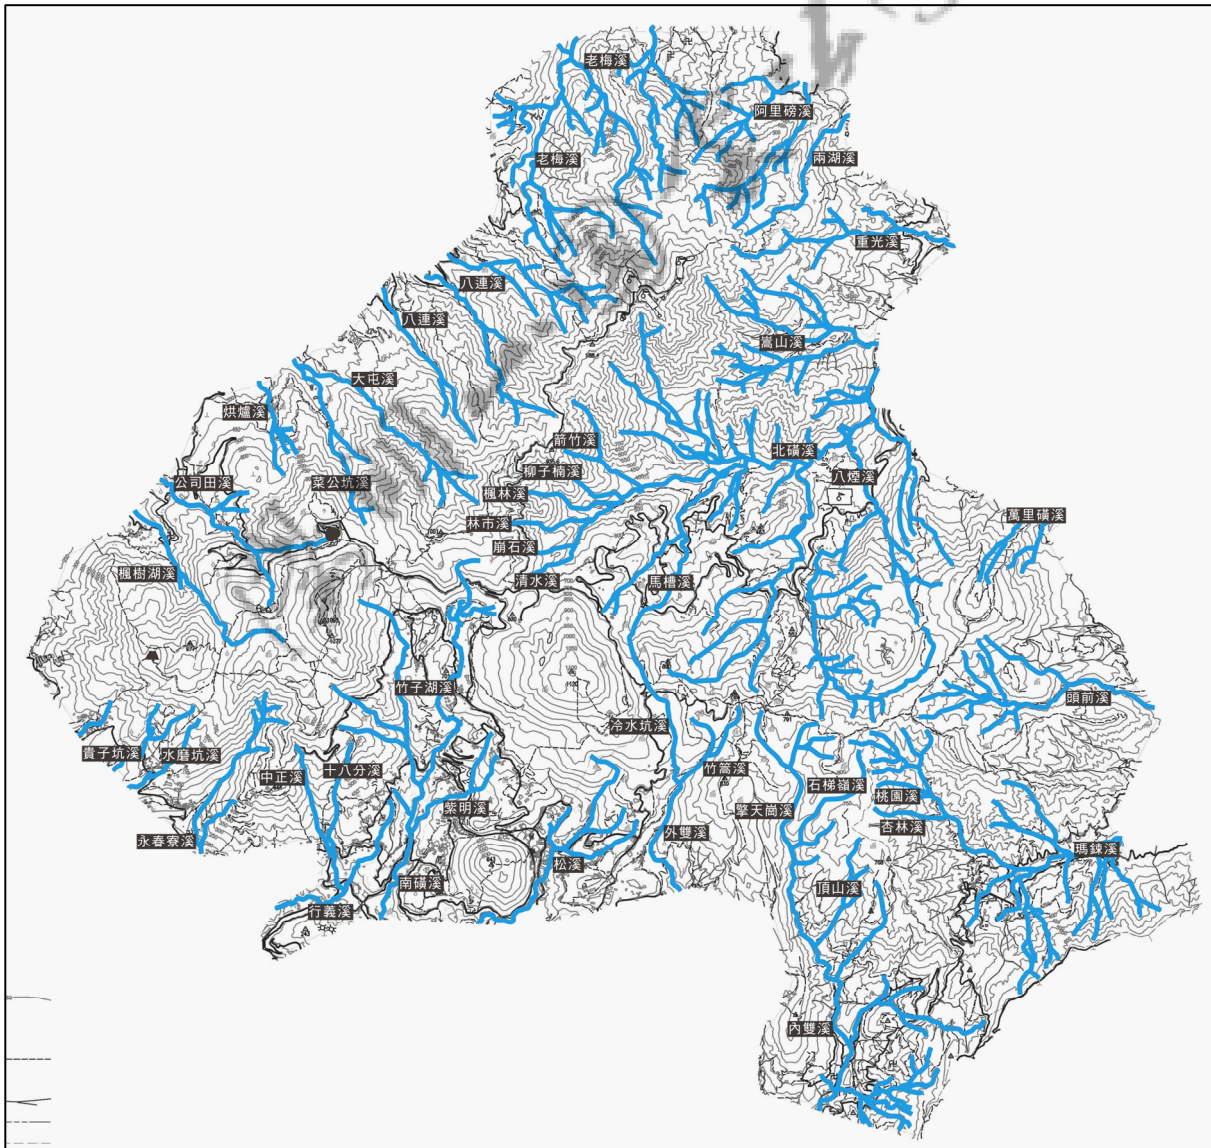 老梅溪
阿里磅溪
老梅溪
兩湖溪
重光溪
八連溪
八連溪
嵩山溪
大屯溪
烘爐溪
箭竹溪
北磺溪
柳子楠溪
八煙溪
公司田溪
菜公坑溪
楓林溪
萬里磺溪
林市溪
崩石溪
楓樹湖溪
清水溪
馬槽溪
竹子湖溪
頭前溪
冷水坑溪
貴子坑溪
水磨坑溪
中正溪
十八分溪
竹篙溪
石梯嶺溪
桃園溪
紫明溪
擎天崗溪
杏林溪
外雙溪
永春寮溪
瑪鋉溪
松溪
南磺溪
頂山溪
行義溪
內雙溪